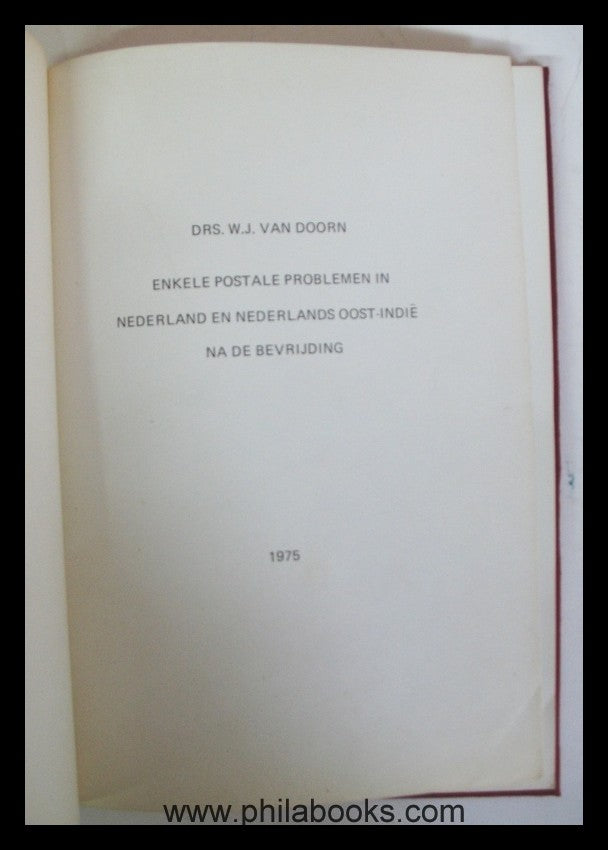 DRS. W.J. VAN DOORN
ENKELE POSTALE PROBLEMEN IN
NEDERLAND EN NEDERLANDS OOST-INDIË
NA DE BEVRIJDING
1975
www.philabooks.com